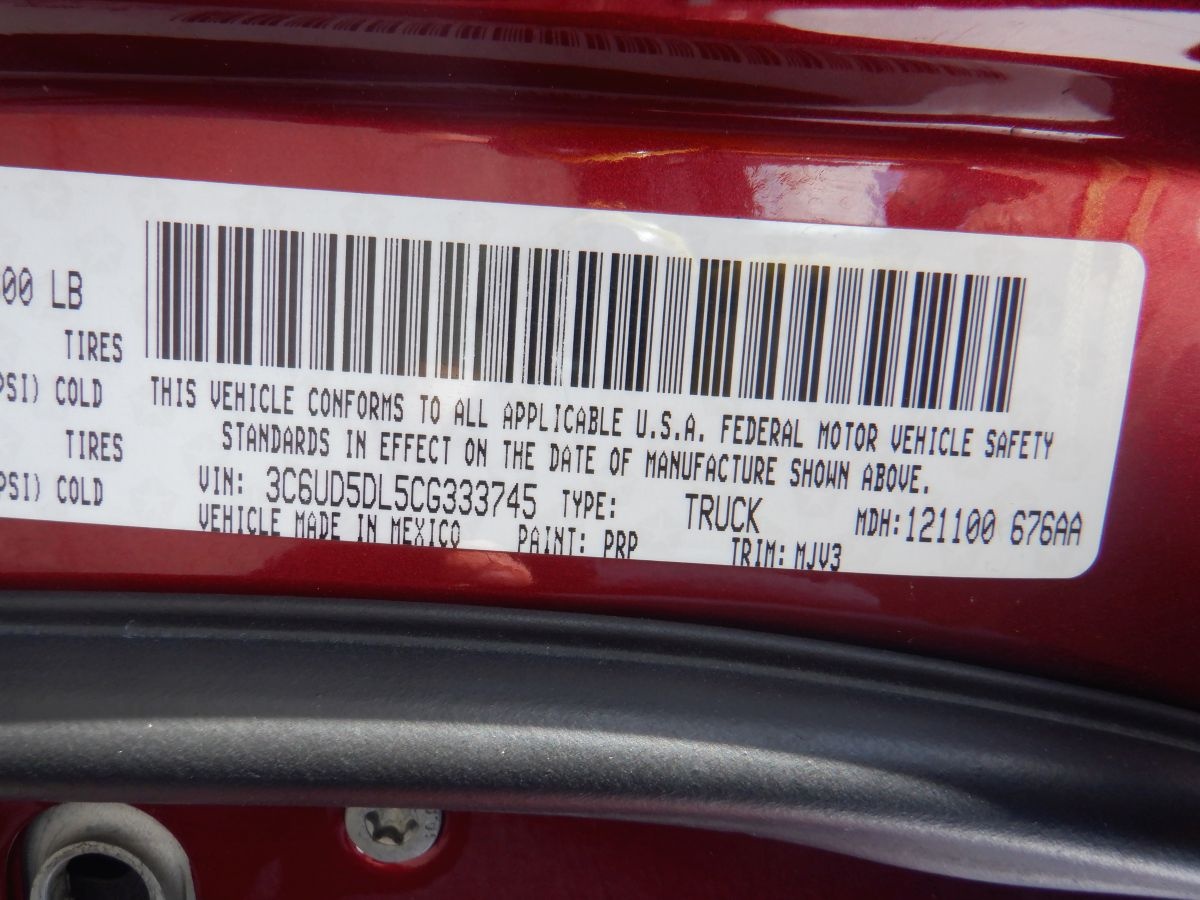 00 LB
TIRES
PSI) COLD
TIRES
PSI) COLD
THIS VEHICLE CONFORMS TO ALL APPLICABLE U.S.A. FEDERAL MOTOR VEHICLE SAFETY
STANDARDS IN EFFECT ON THE DATE OF MANUFACTURE SHOWN ABOVE.
VIN: 3C6UD5DL5CG333745 TYPE: TRUCK MDH:121100 676AA
VEHICLE MADE IN MEXICO PAINT: PRP TRIM: MJV3